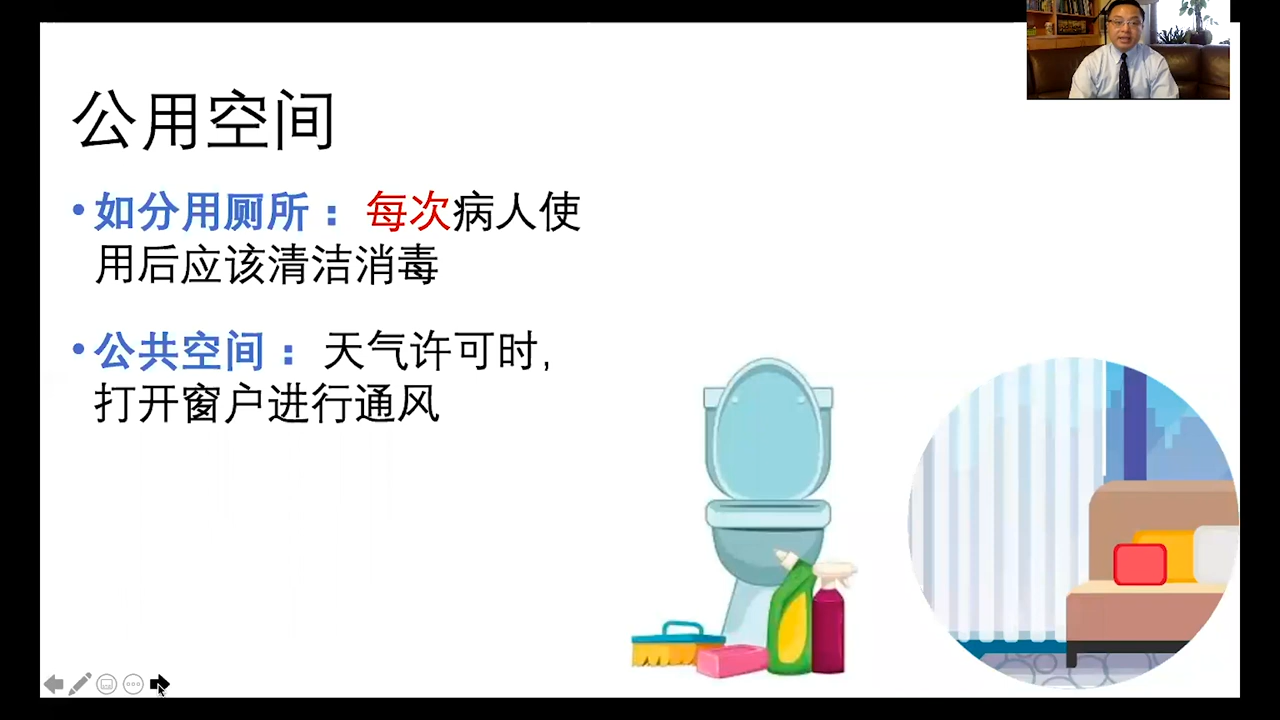 公用空间
•如分用厕所：每次病人使
用后应该清洁消毒
•公共空间：天气许可时,
打开窗户进行通风